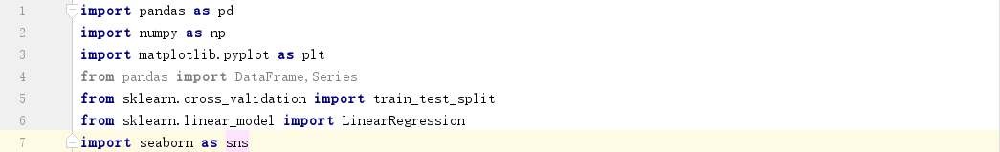 1 import pandas as pd
2 import numpy as np
3 import matplotlib.pyplot as plt
4 from pandas import DataFrame,Series
5 from sklearn.cross_validation import train_test_split
6 from sklearn.linear_model import LinearRegression
7 import seaborn as sns